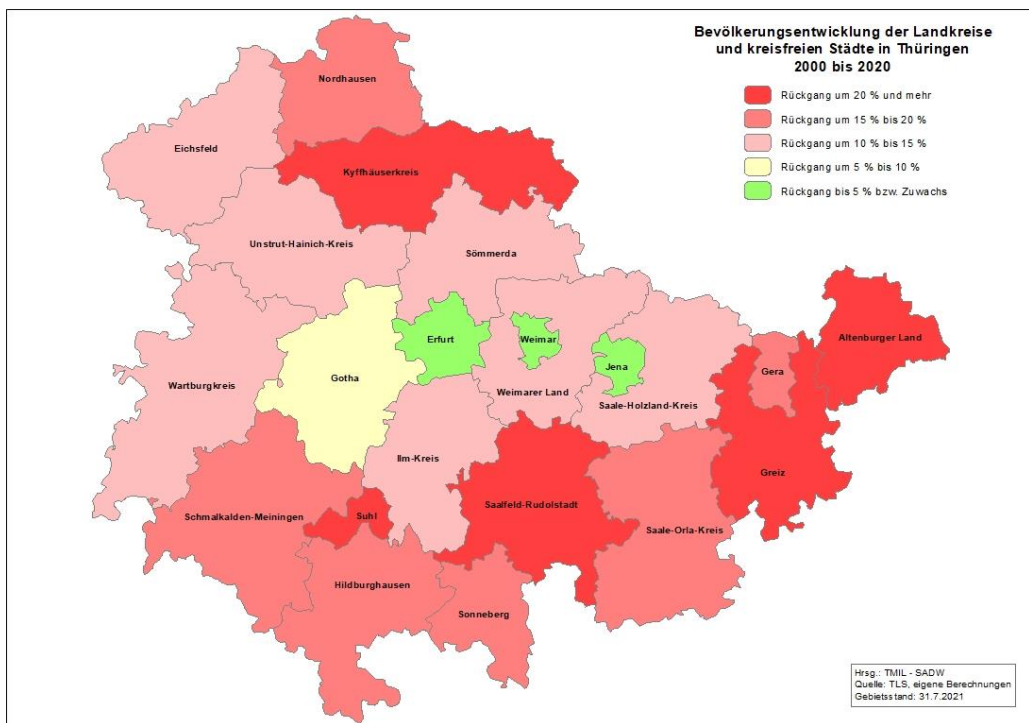 Bevölkerungsentwicklung der Landkreise
und kreisfreien Städte in Thüringen
2000 bis 2020
Rückgang um 20 % und mehr
Rückgang um 15 % bis 20 %
Rückgang um 10 % bis 15 %
Rückgang um 5 % bis 10 %
Rückgang bis 5 % bzw. Zuwachs
Nordhausen
Eichsfeld
Kyffhäuserkreis
Unstrut-Hainich-Kreis
Sömmerda
Erfurt
Weimar
Altenburger Land
Jena
Gera
Gotha
Wartburgkreis
Weimarer Land
Saale-Holzland-Kreis
Ilm-Kreis
Greiz
Saalfeld-Rudolstadt
Suhl
Schmalkalden-Meiningen
Saale-Orla-Kreis
Hildburghausen
Sonneberg
Hrsg.: TMIL - SADW
Quelle: TLS, eigene Berechnungen
Gebietsstand: 31.7.2021